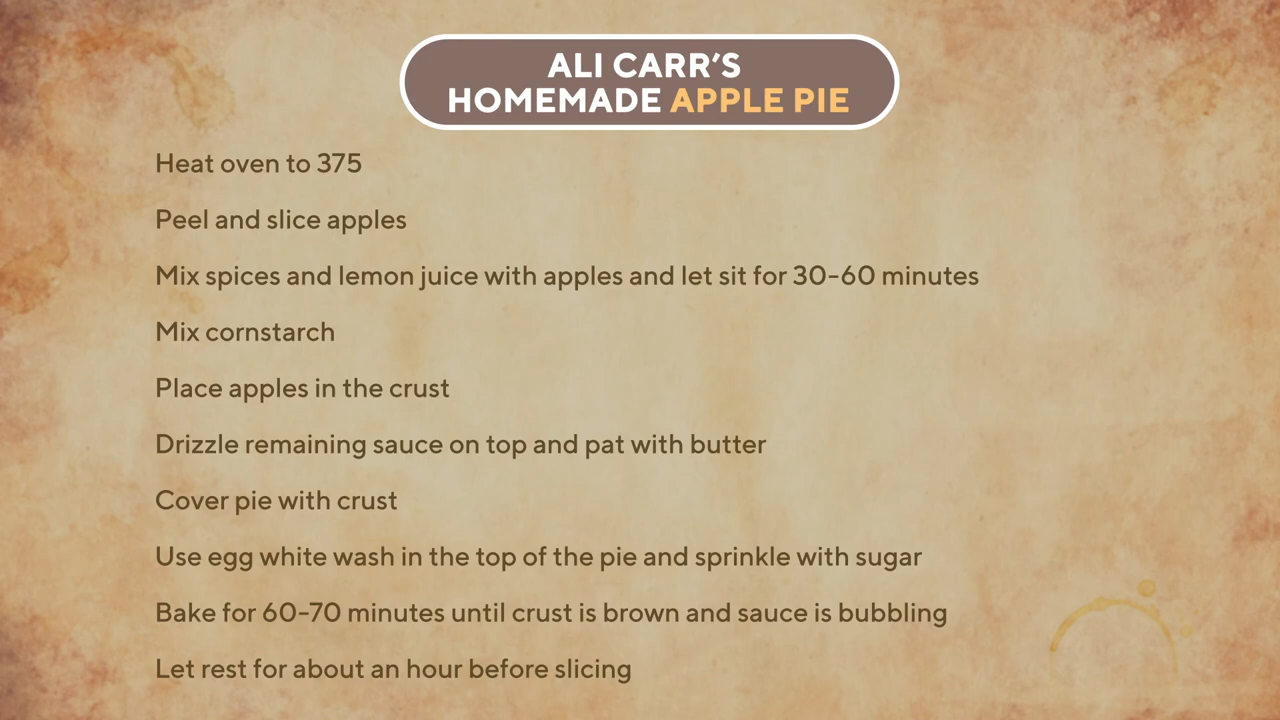 ALI CARR’S
HOMEMADE APPLE PIE
Heat oven to 375
Peel and slice apples
Mix spices and lemon juice with apples and let sit for 30-60 minutes
Mix cornstarch
Place apples in the crust
Drizzle remaining sauce on top and pat with butter
Cover pie with crust
Use egg white wash in the top of the pie and sprinkle with sugar
Bake for 60-70 minutes until crust is brown and sauce is bubbling
Let rest for about an hour before slicing